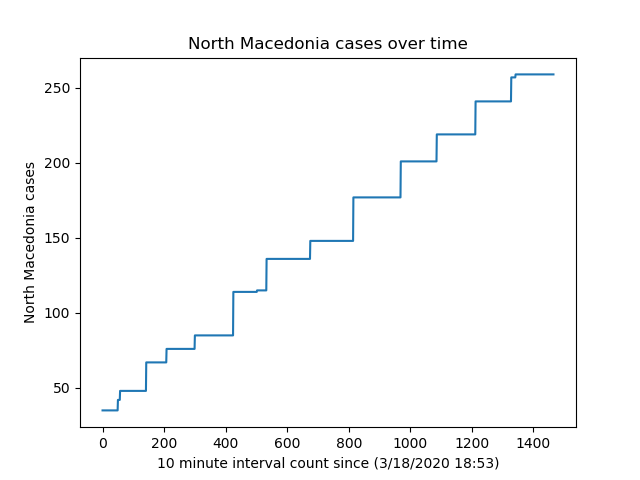 North Macedonia cases over time
250
200
150
100
50
North Macedonia cases
0 200 400 600 800 1000 1200 1400
10 minute interval count since (3/18/2020 18:53)